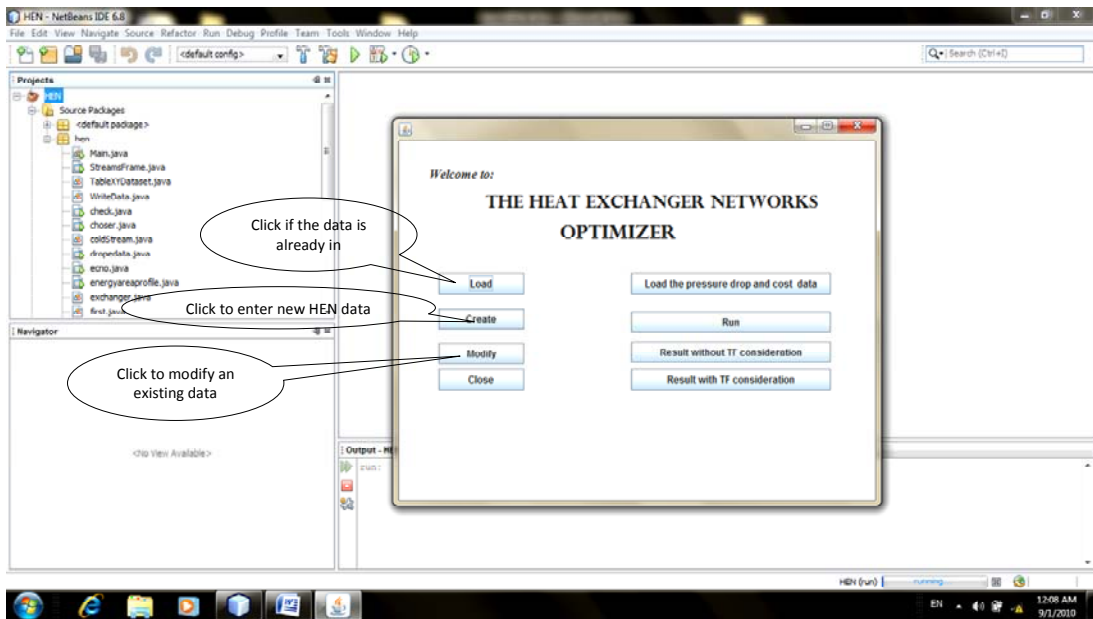 HEN - NetBeans IDE 6.8
File Edit View Navigate Source Refactor Run Debug Profile Team Tools Window Help
<default config>
Search (Ctrl+I)
Projects
HEN
Source Packages
<default package>
hen
Main.java
StreamsFrame.java
TableXYDataset.java
WriteData.java
check.java
choser.java
coldStream.java
dropedata.java
ecno.java
energyareaprofile.java
exchanger.java
first.java
Navigator
<No View Available>
Click if the data is
already in
Click to enter new HEN data
Click to modify an
existing data
Welcome to:
THE HEAT EXCHANGER NETWORKS
OPTIMIZER
Load
Load the pressure drop and cost data
Create
Run
Modify
Result without TF consideration
Close
Result with TF consideration
Output - HE
run:
HEN (run)
running...
EN
12:08 AM
9/1/2010